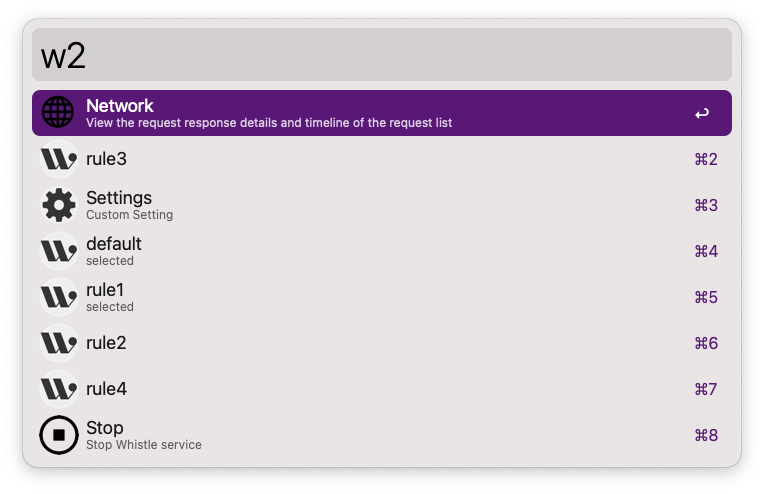 w2
Network
View the request response details and timeline of the request list
↩
rule3
⌘2
Settings
Custom Setting
⌘3
default
selected
⌘4
rule1
selected
⌘5
rule2
⌘6
rule4
⌘7
Stop
Stop Whistle service
⌘8